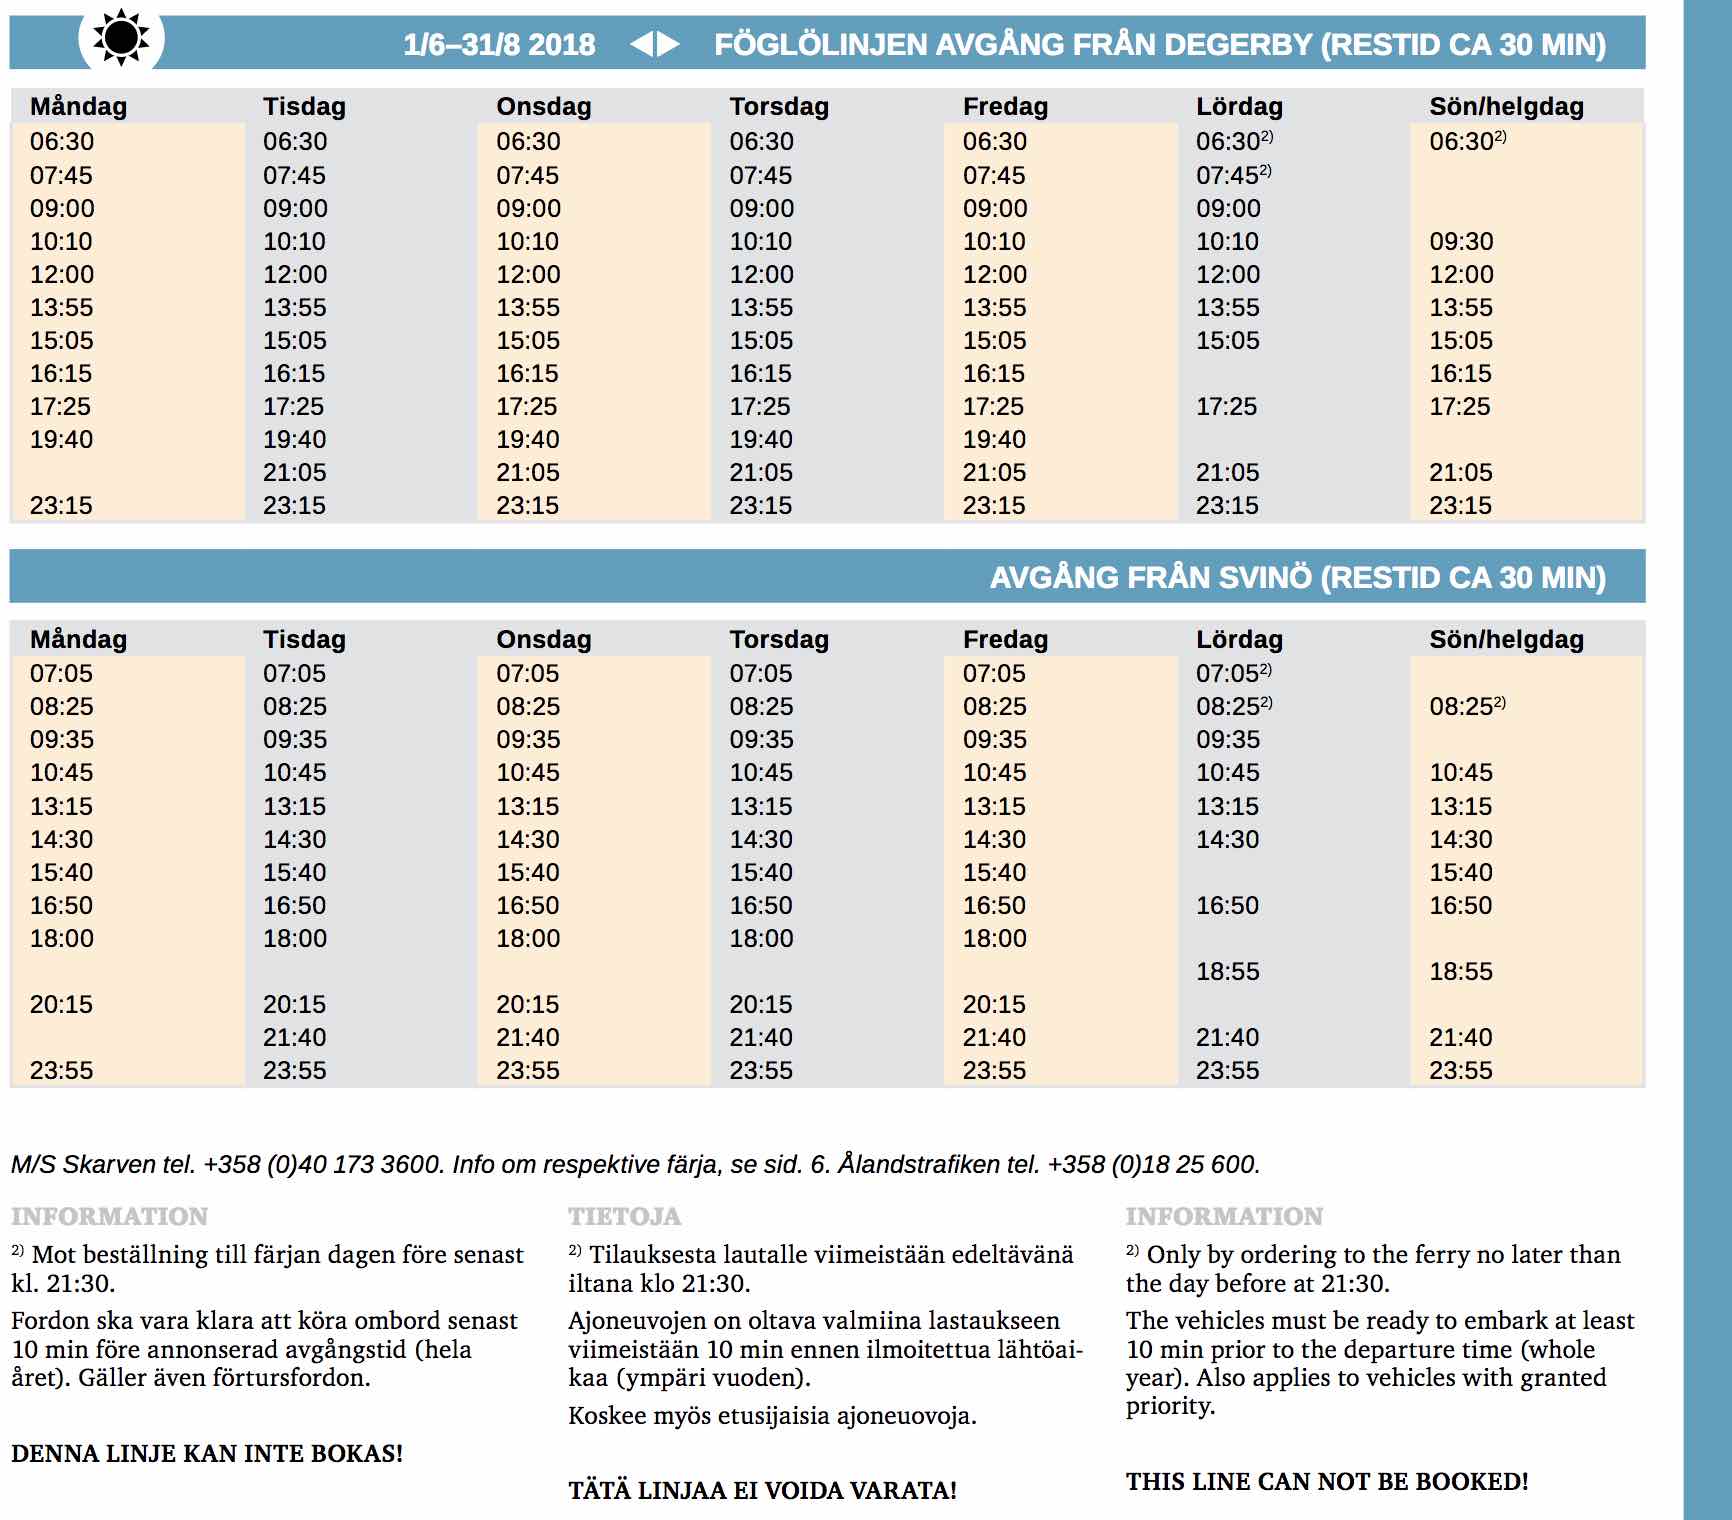 1/6–31/8 2018 ◀▶ FÖGLÖLINJEN AVGÅNG FRÅN DEGERBY (RESTID CA 30 MIN)
Måndag Tisdag Onsdag Torsdag Fredag Lördag Sön/helgdag
06:30 06:30 06:30 06:30 06:30 06:30²⁾ 06:30²⁾
07:45 07:45 07:45 07:45 07:45 07:45²⁾
09:00 09:00 09:00 09:00 09:00 09:00
10:10 10:10 10:10 10:10 10:10 10:10 09:30
12:00 12:00 12:00 12:00 12:00 12:00 12:00
13:55 13:55 13:55 13:55 13:55 13:55 13:55
15:05 15:05 15:05 15:05 15:05 15:05 15:05
16:15 16:15 16:15 16:15 16:15 16:15
17:25 17:25 17:25 17:25 17:25 17:25 17:25
19:40 19:40 19:40 19:40 19:40
21:05 21:05 21:05 21:05 21:05 21:05
23:15 23:15 23:15 23:15 23:15 23:15 23:15
AVGÅNG FRÅN SVINÖ (RESTID CA 30 MIN)
Måndag Tisdag Onsdag Torsdag Fredag Lördag Sön/helgdag
07:05 07:05 07:05 07:05 07:05 07:05²⁾
08:25 08:25 08:25 08:25 08:25 08:25²⁾ 08:25²⁾
09:35 09:35 09:35 09:35 09:35 09:35
10:45 10:45 10:45 10:45 10:45 10:45 10:45
13:15 13:15 13:15 13:15 13:15 13:15 13:15
14:30 14:30 14:30 14:30 14:30 14:30 14:30
15:40 15:40 15:40 15:40 15:40 15:40
16:50 16:50 16:50 16:50 16:50 16:50 16:50
18:00 18:00 18:00 18:00 18:00
18:55 18:55
20:15 20:15 20:15 20:15 20:15
21:40 21:40 21:40 21:40 21:40 21:40
23:55 23:55 23:55 23:55 23:55 23:55 23:55
M/S Skarven tel. +358 (0)40 173 3600. Info om respektive färja, se sid. 6. Ålandstrafiken tel. +358 (0)18 25 600.
INFORMATION
²⁾ Mot beställning till färjan dagen före senast
kl. 21:30.
Fordon ska vara klara att köra ombord senast
10 min före annonserad avgångstid (hela
året). Gäller även förtursfordon.
DENNA LINJE KAN INTE BOKAS!
TIETOJA
²⁾ Tilauksesta lautalle viimeistään edeltävänä
iltana klo 21:30.
Ajoneuvojen on oltava valmiina lastaukseen
viimeistään 10 min ennen ilmoitettua lähtöai-
kaa (ympäri vuoden).
Koskee myös etusijaisia ajoneuovoja.
TÄTÄ LINJAA EI VOIDA VARATA!
INFORMATION
²⁾ Only by ordering to the ferry no later than
the day before at 21:30.
The vehicles must be ready to embark at least
10 min prior to the departure time (whole
year). Also applies to vehicles with granted
priority.
THIS LINE CAN NOT BE BOOKED!